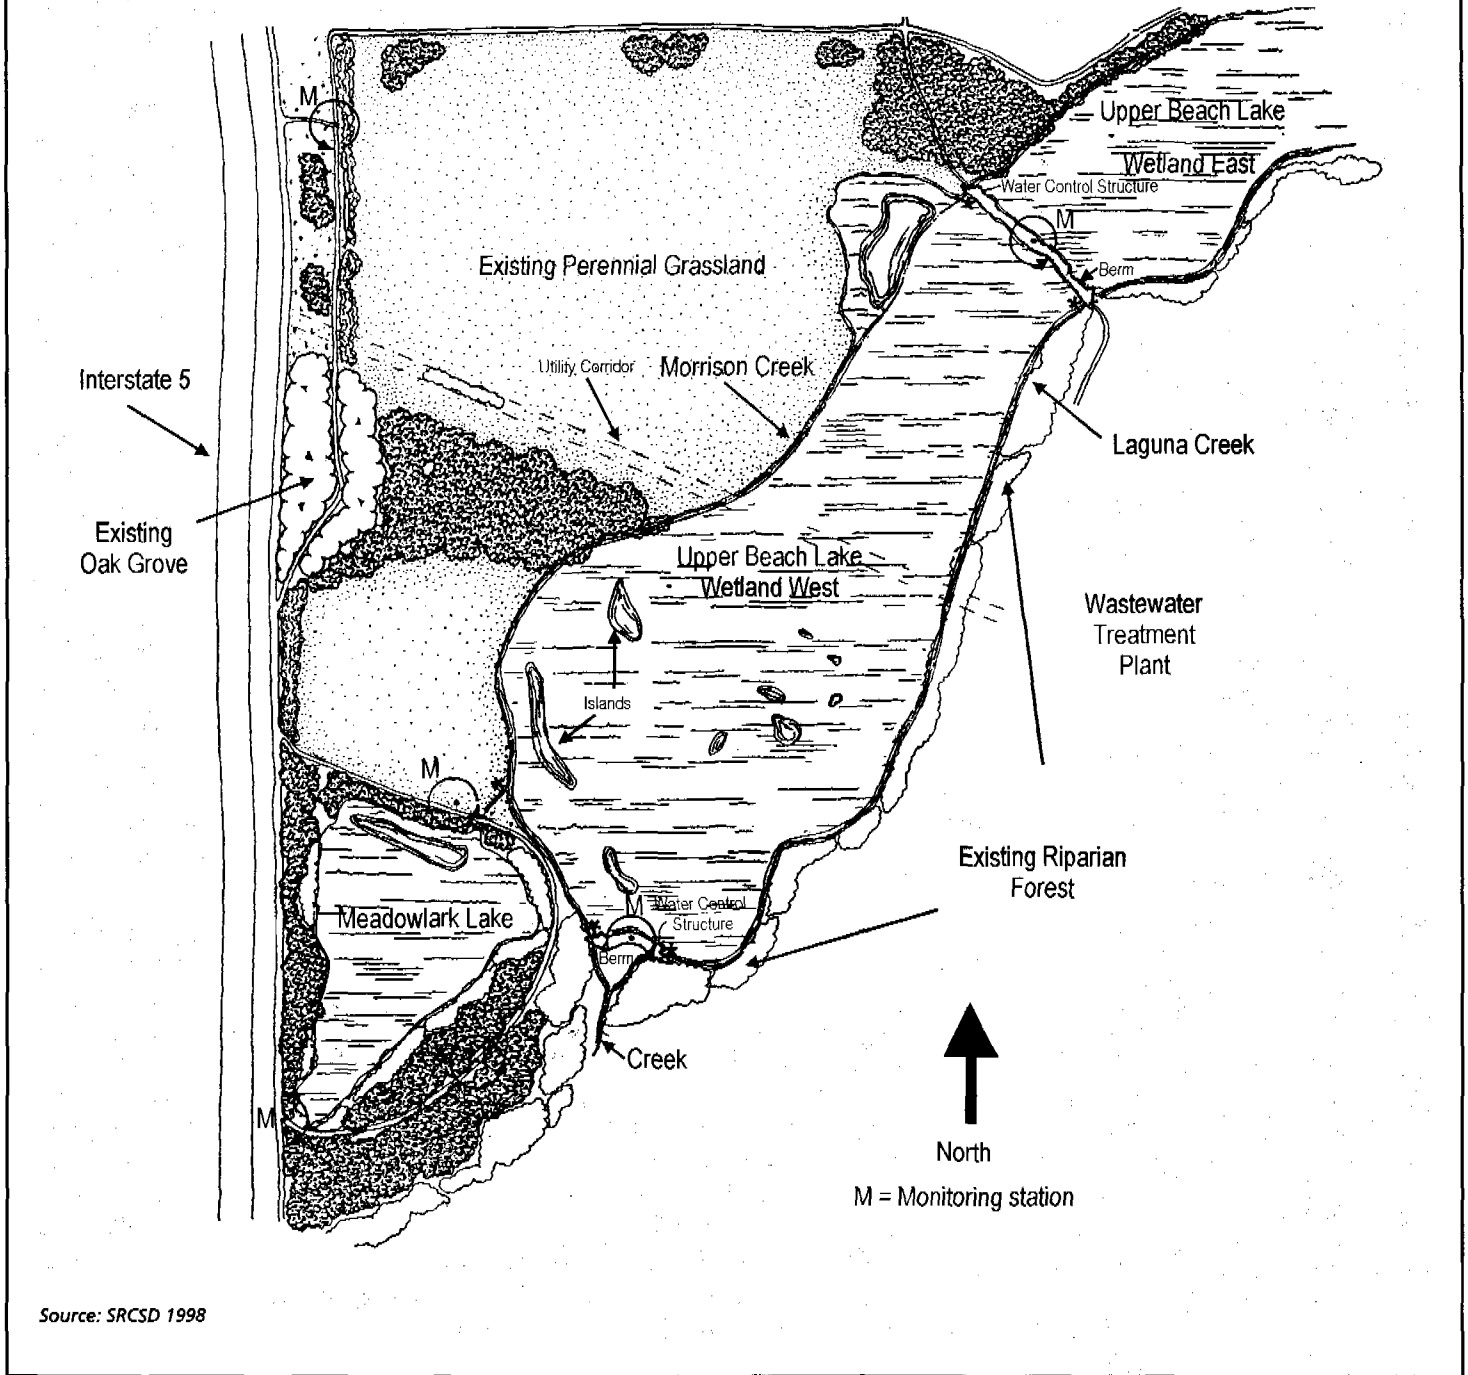 M
Upper Beach Lake
Wetland East
Water Control Structure
M
Berm
Existing Perennial Grassland
Utility Corridor
Morrison Creek
Interstate 5
Laguna Creek
Existing
Oak Grove
Upper Beach Lake
Wetland West
Wastewater
Treatment
Plant
Islands
M
Existing Riparian
Forest
M
Water Control
Structure
Meadowlark Lake
Berm
Creek
M
North
M = Monitoring station
Source: SRCSD 1998